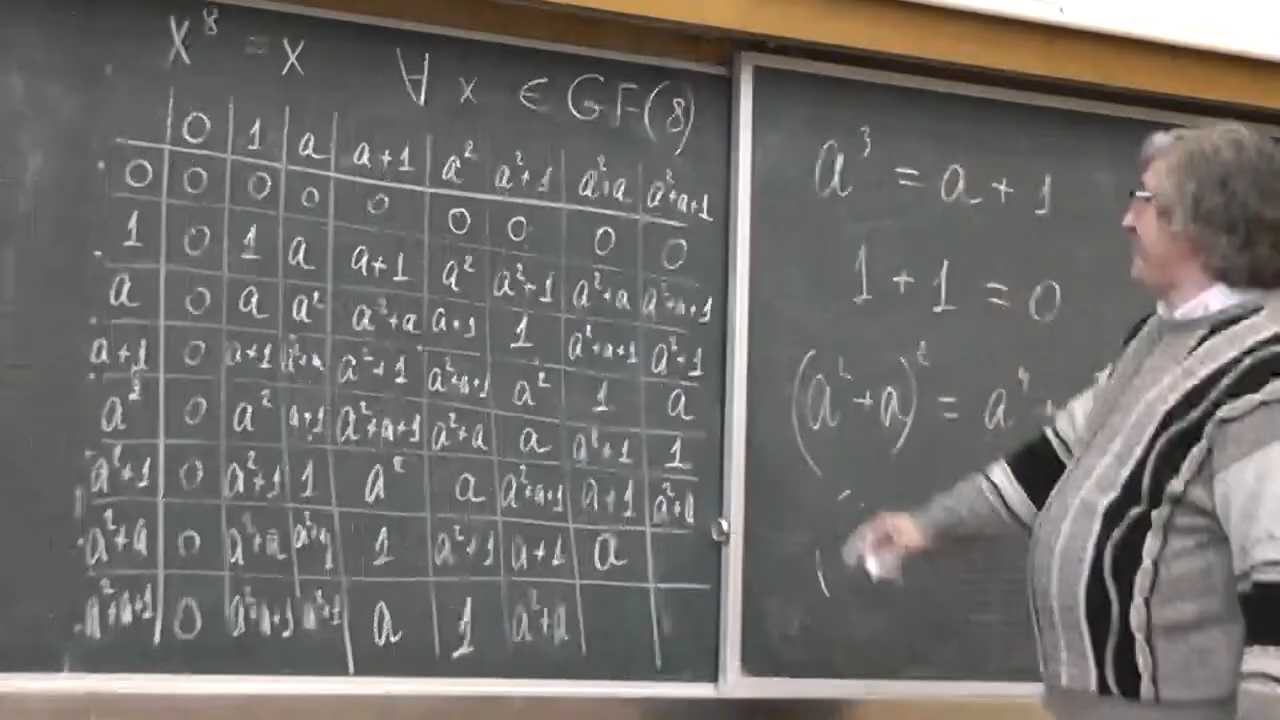 x⁸ = x ∀ x ∈ GF(8)
0 1 a a+1 a² a²+1 a²+a a²+a+1
0 0 0 0 0 0 0 0 0
1 0 1 a a+1 a² a²+1 a²+a a²+a+1
a 0 a a² a²+a a+1 1 a²+a+1 a²+1
a+1 0 a+1 a²+a a²+1 a²+a+1 a² 1 a
a² 0 a² a+1 a²+a+1 a²+a a a²+1 1
a²+1 0 a²+1 1 a² a a²+a+1 a+1 a²+a
a²+a 0 a²+a a²+a+1 1 a²+1 a+1 a
a²+a+1 0 a²+a+1 a²+1 a 1 a²+a
a³ = a + 1
1 + 1 = 0
(a² + a)² = a⁴ +